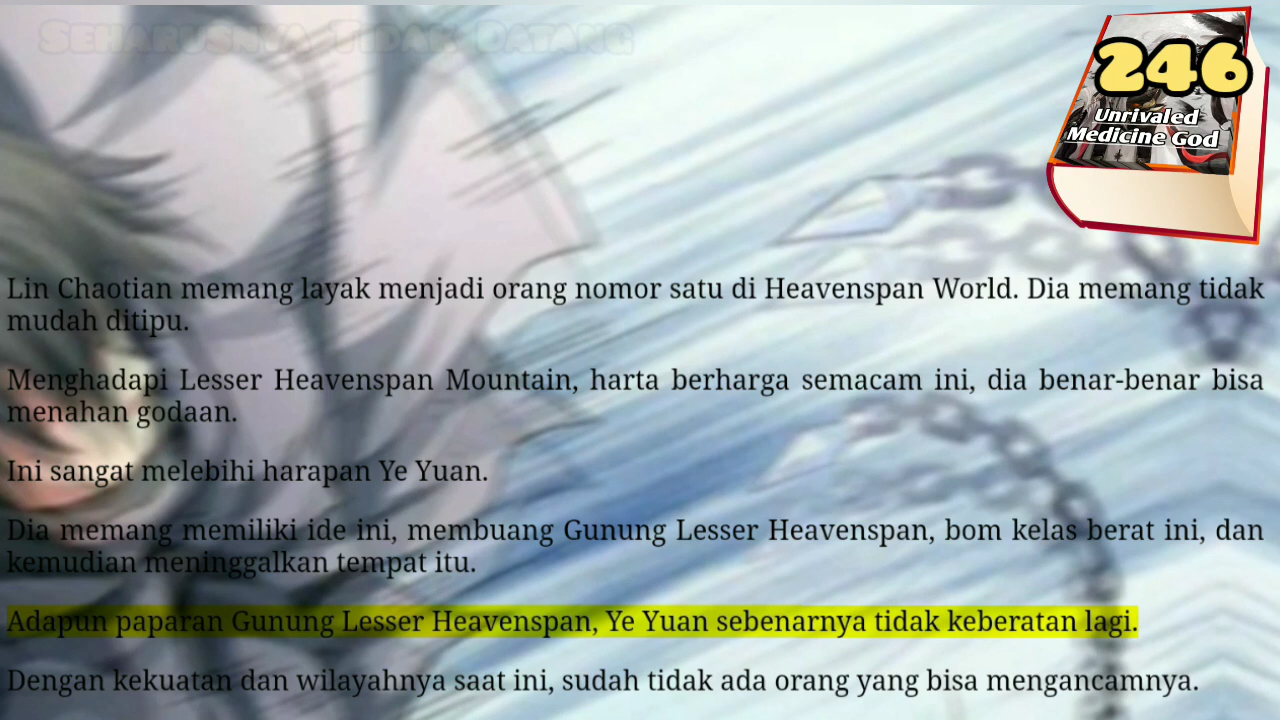 Seharusnya Tidak Datang
246
Unrivaled
Medicine God
Lin Chaotian memang layak menjadi orang nomor satu di Heavenspan World. Dia memang tidak
mudah ditipu.
Menghadapi Lesser Heavenspan Mountain, harta berharga semacam ini, dia benar-benar bisa
menahan godaan.
Ini sangat melebihi harapan Ye Yuan.
Dia memang memiliki ide ini, membuang Gunung Lesser Heavenspan, bom kelas berat ini, dan
kemudian meninggalkan tempat itu.
Adapun paparan Gunung Lesser Heavenspan, Ye Yuan sebenarnya tidak keberatan lagi.
Dengan kekuatan dan wilayahnya saat ini, sudah tidak ada orang yang bisa mengancamnya.